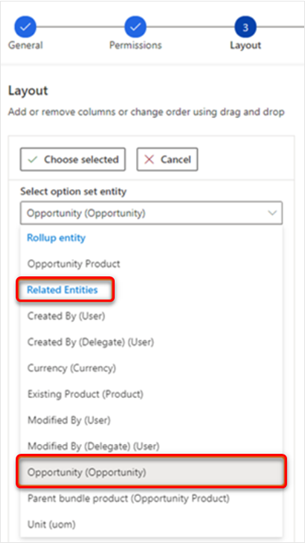 3
General
Permissions
Layout
Layout
Add or remove columns or change order using drag and drop
Choose selected
Cancel
Select option set entity
Opportunity (Opportunity)
Rollup entity
Opportunity Product
Related Entities
Created By (User)
Created By (Delegate) (User)
Currency (Currency)
Existing Product (Product)
Modified By (User)
Modified By (Delegate) (User)
Opportunity (Opportunity)
Parent bundle product (Opportunity Product)
Unit (uom)